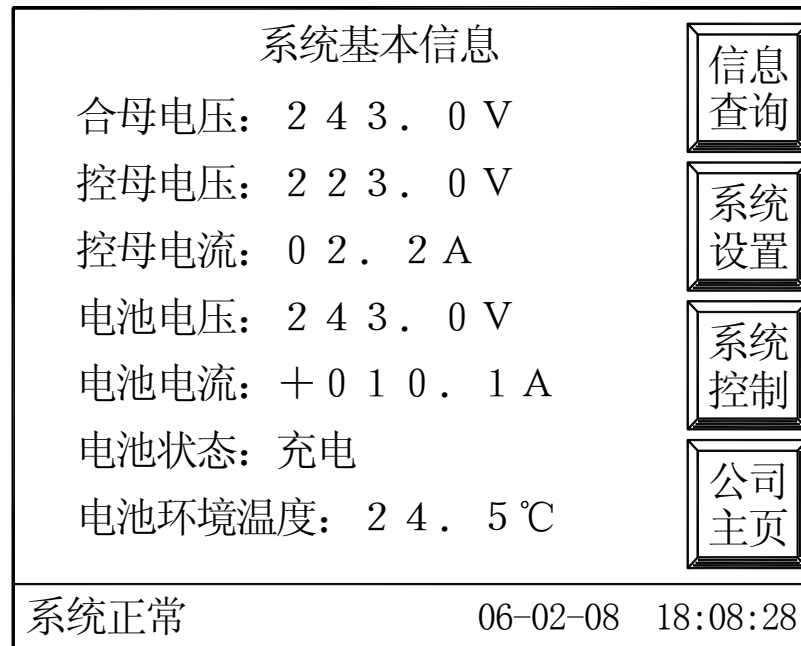 系统基本信息
合母电压：243.0V
控母电压：223.0V
控母电流：02.2A
电池电压：243.0V
电池电流：+010.1A
电池状态：充电
电池环境温度：24.5℃
信息
查询
系统
设置
系统
控制
公司
主页
系统正常 06-02-08 18:08:28